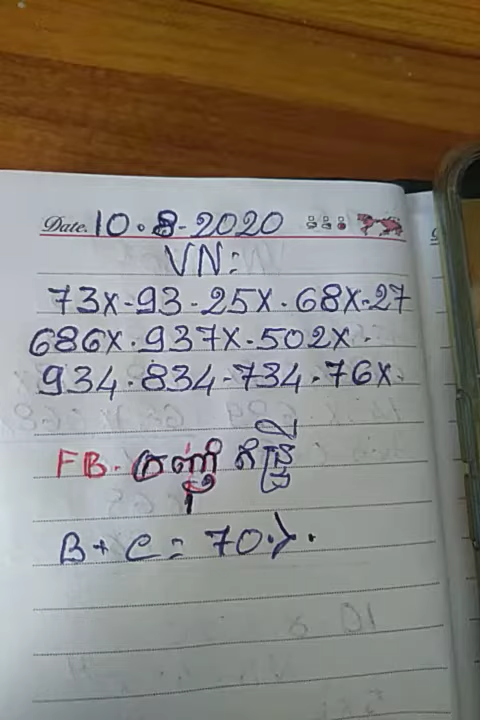 Date. 10.8-2020
VN:
73x-93-25x.68x-27
686x.937x-502x.
934.834-734.76x.
FB.
B+C=70%.